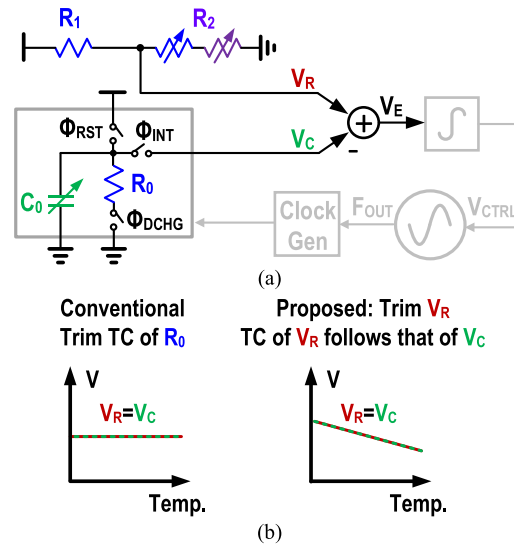 R1 R2
VR
VE
ΦRST ΦINT
VC
+
-
R0
C0
ΦDCHG
Clock Gen
FOUT
VCTRL
(a)
Conventional
Trim TC of R0
Proposed: Trim VR
TC of VR follows that of VC
V
VR=VC
Temp.
V
VR=VC
Temp.
(b)